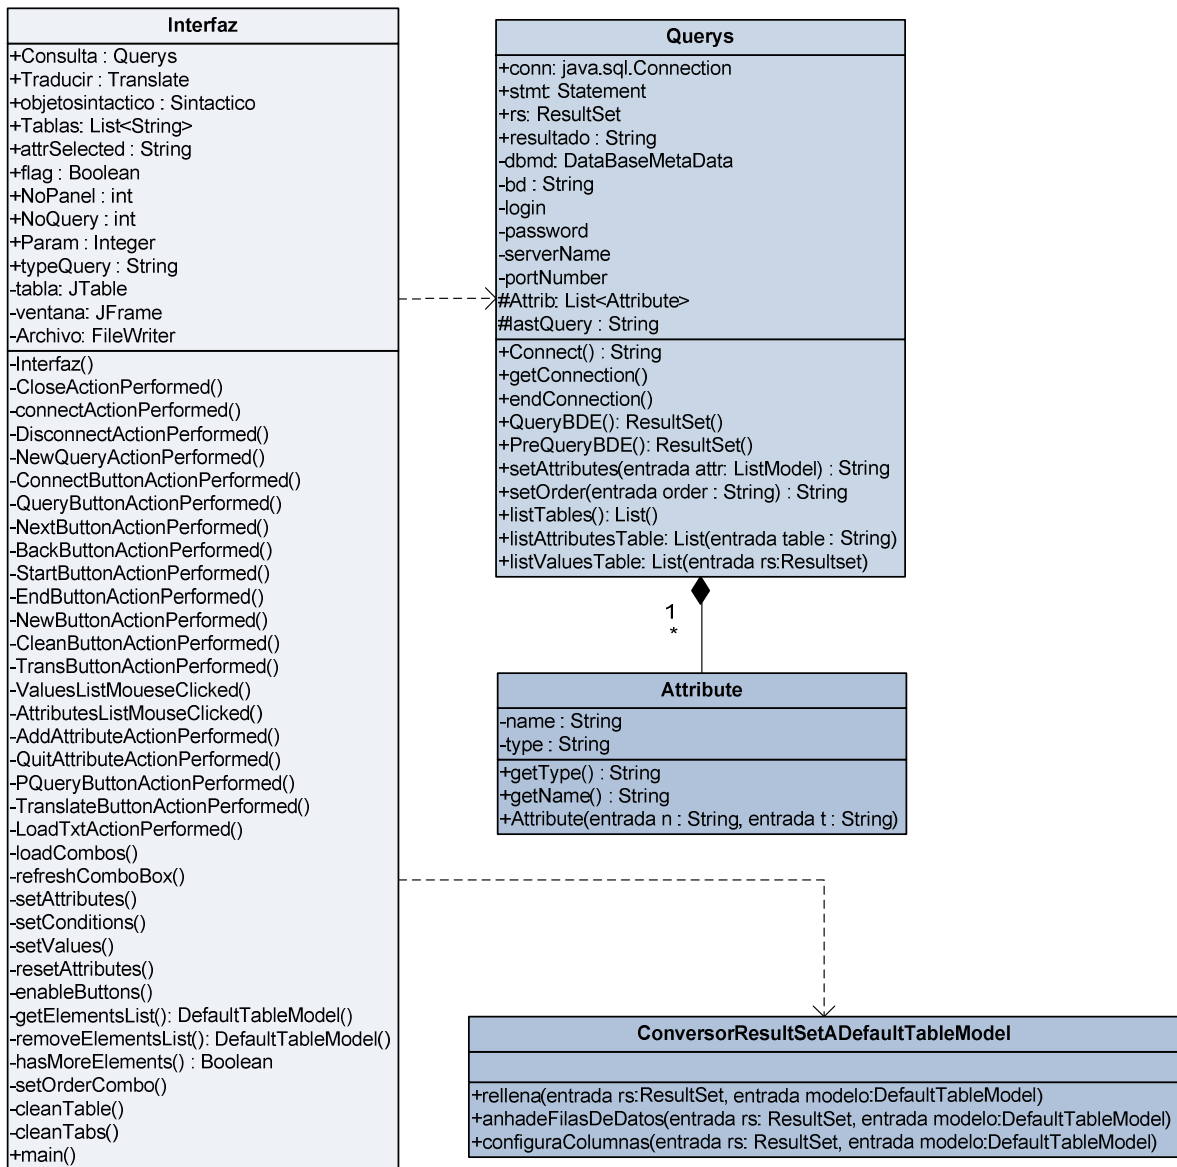 Interfaz
+Consulta : Querys
+Traducir : Translate
+objetosintactico : Sintactico
+Tablas: List<String>
+attrSelected : String
+flag : Boolean
+NoPanel : int
+NoQuery : int
+Param : Integer
+typeQuery : String
-tabla: JTable
-ventana: JFrame
-Archivo: FileWriter
-Interfaz()
-CloseActionPerformed()
-connectActionPerformed()
-DisconnectActionPerformed()
-NewQueryActionPerformed()
-ConnectButtonActionPerformed()
-QueryButtonActionPerformed()
-NextButtonActionPerformed()
-BackButtonActionPerformed()
-StartButtonActionPerformed()
-EndButtonActionPerformed()
-NewButtonActionPerformed()
-CleanButtonActionPerformed()
-TransButtonActionPerformed()
-ValuesListMoueseClicked()
-AttributesListMouseClicked()
-AddAttributeActionPerformed()
-QuitAttributeActionPerformed()
-PQueryButtonActionPerformed()
-TranslateButtonActionPerformed()
-LoadTxtActionPerformed()
-loadCombos()
-refreshComboBox()
-setAttributes()
-setConditions()
-setValues()
-resetAttributes()
-enableButtons()
-getElementsList(): DefaultTableModel()
-removeElementsList(): DefaultTableModel()
-hasMoreElements() : Boolean
-setOrderCombo()
-cleanTable()
-cleanTabs()
+main()
Querys
+conn: java.sql.Connection
+stmt: Statement
+rs: ResultSet
+resultado : String
-dbmd: DataBaseMetaData
-bd : String
-login
-password
-serverName
-portNumber
#Attrib: List<Attribute>
#lastQuery : String
+Connect() : String
+getConnection()
+endConnection()
+QueryBDE(): ResultSet()
+PreQueryBDE(): ResultSet()
+setAttributes(entrada attr: ListModel) : String
+setOrder(entrada order : String) : String
+listTables(): List()
+listAttributesTable: List(entrada table : String)
+listValuesTable: List(entrada rs:Resultset)
1
*
Attribute
-name : String
-type : String
+getType() : String
+getName() : String
+Attribute(entrada n : String, entrada t : String)
ConversorResultSetADefaultTableModel
+rellena(entrada rs:ResultSet, entrada modelo:DefaultTableModel)
+anhadeFilasDeDatos(entrada rs: ResultSet, entrada modelo:DefaultTableModel)
+configuraColumnas(entrada rs: ResultSet, entrada modelo:DefaultTableModel)